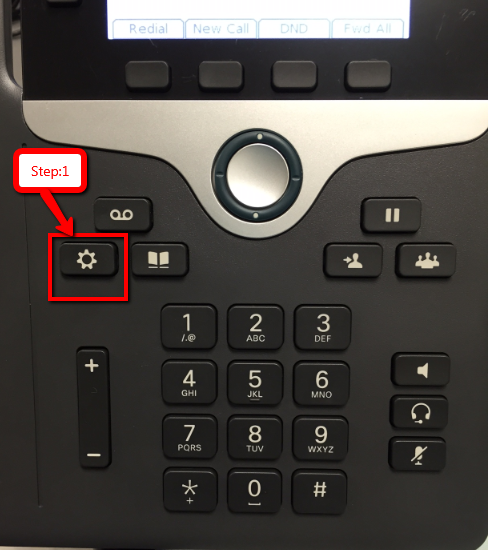 Redial New Call DND Fwd All
Step:1
1 2 3
/.@ ABC DEF
4 5 6
GHI JKL MNO
7 8 9
PQRS TUV WXYZ
* 0 #
+
+
–